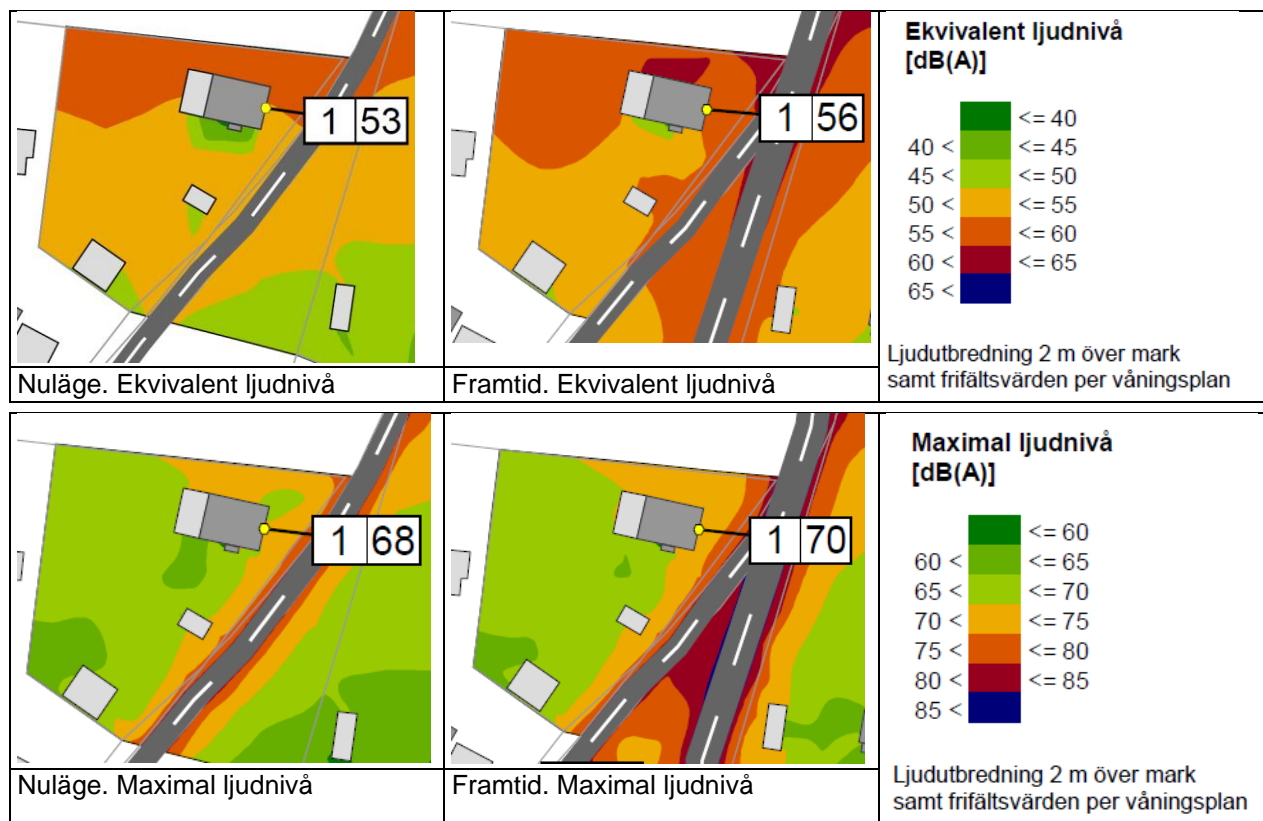 1 53
Nuläge. Ekvivalent ljudnivå
1 56
Framtid. Ekvivalent ljudnivå
Ekvivalent ljudnivå
[dB(A)]
<= 40
40 < <= 45
45 < <= 50
50 < <= 55
55 < <= 60
60 < <= 65
65 <
Ljudutbredning 2 m över mark
samt frifältsvärden per våningsplan
1 68
Nuläge. Maximal ljudnivå
1 70
Framtid. Maximal ljudnivå
Maximal ljudnivå
[dB(A)]
<= 60
60 < <= 65
65 < <= 70
70 < <= 75
75 < <= 80
80 < <= 85
85 <
Ljudutbredning 2 m över mark
samt frifältsvärden per våningsplan